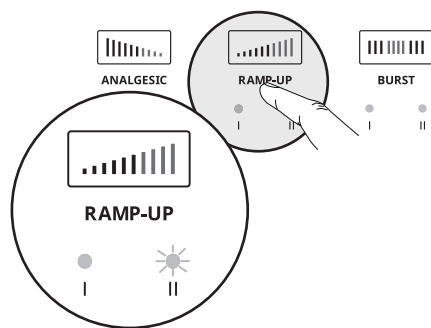 ANALGESIC RAMP-UP BURST
I II I II
RAMP-UP
I II